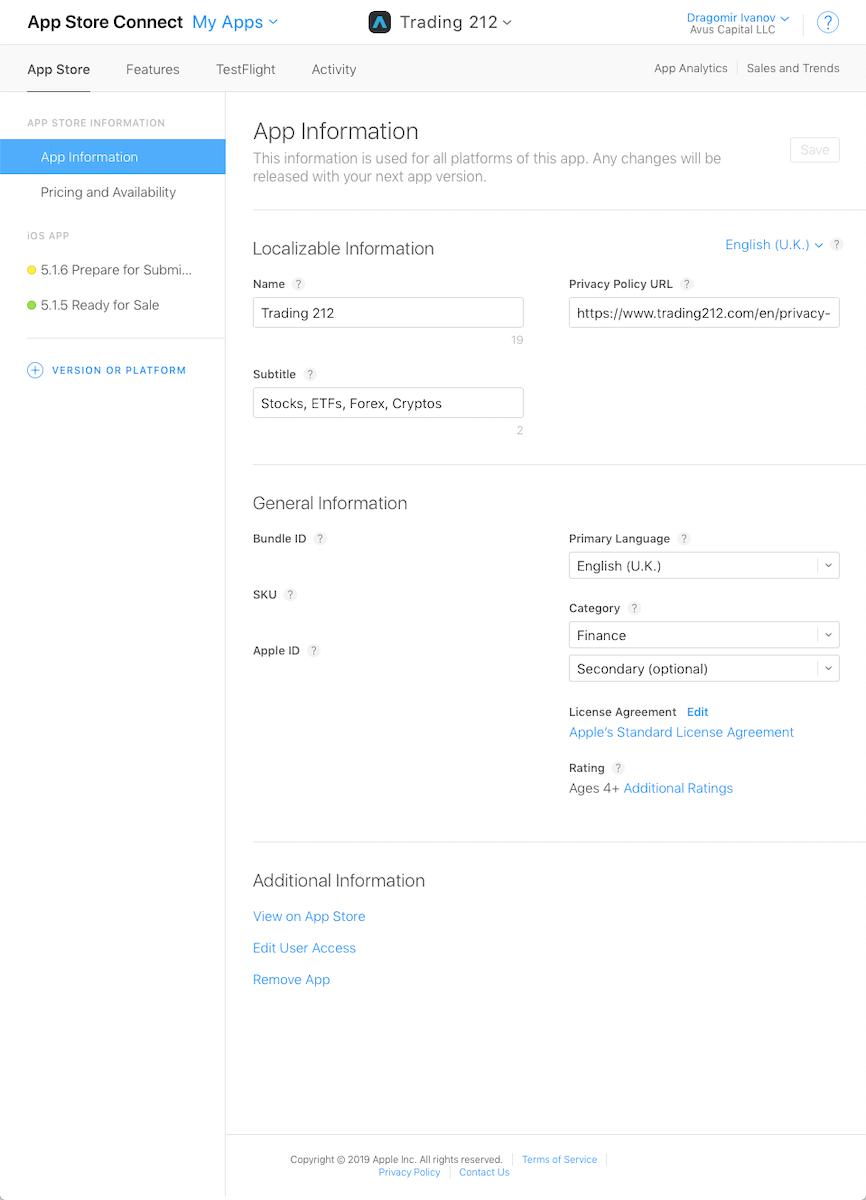 App Store Connect My Apps
Trading 212
Dragomir Ivanov
Avus Capital LLC
?
App Store Features TestFlight Activity
App Analytics Sales and Trends
APP STORE INFORMATION
App Information
Pricing and Availability
iOS APP
5.1.6 Prepare for Submi...
5.1.5 Ready for Sale
VERSION OR PLATFORM
App Information
This information is used for all platforms of this app. Any changes will be
released with your next app version.
Save
Localizable Information
English (U.K.) ?
Name ?
Trading 212
19
Privacy Policy URL ?
https://www.trading212.com/en/privacy-
Subtitle ?
Stocks, ETFs, Forex, Cryptos
2
General Information
Bundle ID ?
SKU ?
Apple ID ?
Primary Language ?
English (U.K.)
Category ?
Finance
Secondary (optional)
License Agreement Edit
Apple's Standard License Agreement
Rating ?
Ages 4+ Additional Ratings
Additional Information
View on App Store
Edit User Access
Remove App
Copyright © 2019 Apple Inc. All rights reserved. Terms of Service
Privacy Policy Contact Us